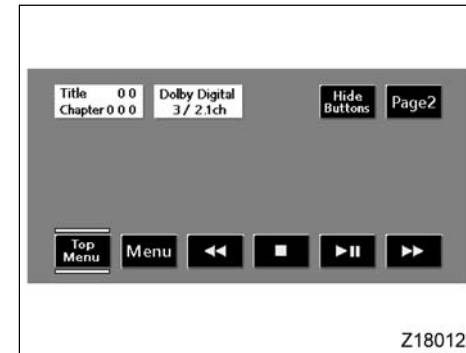 Title 0 0
Chapter 0 0 0
Dolby Digital
3 / 2.1ch
Hide
Buttons
Page2
Top
Menu
Menu
Z18012